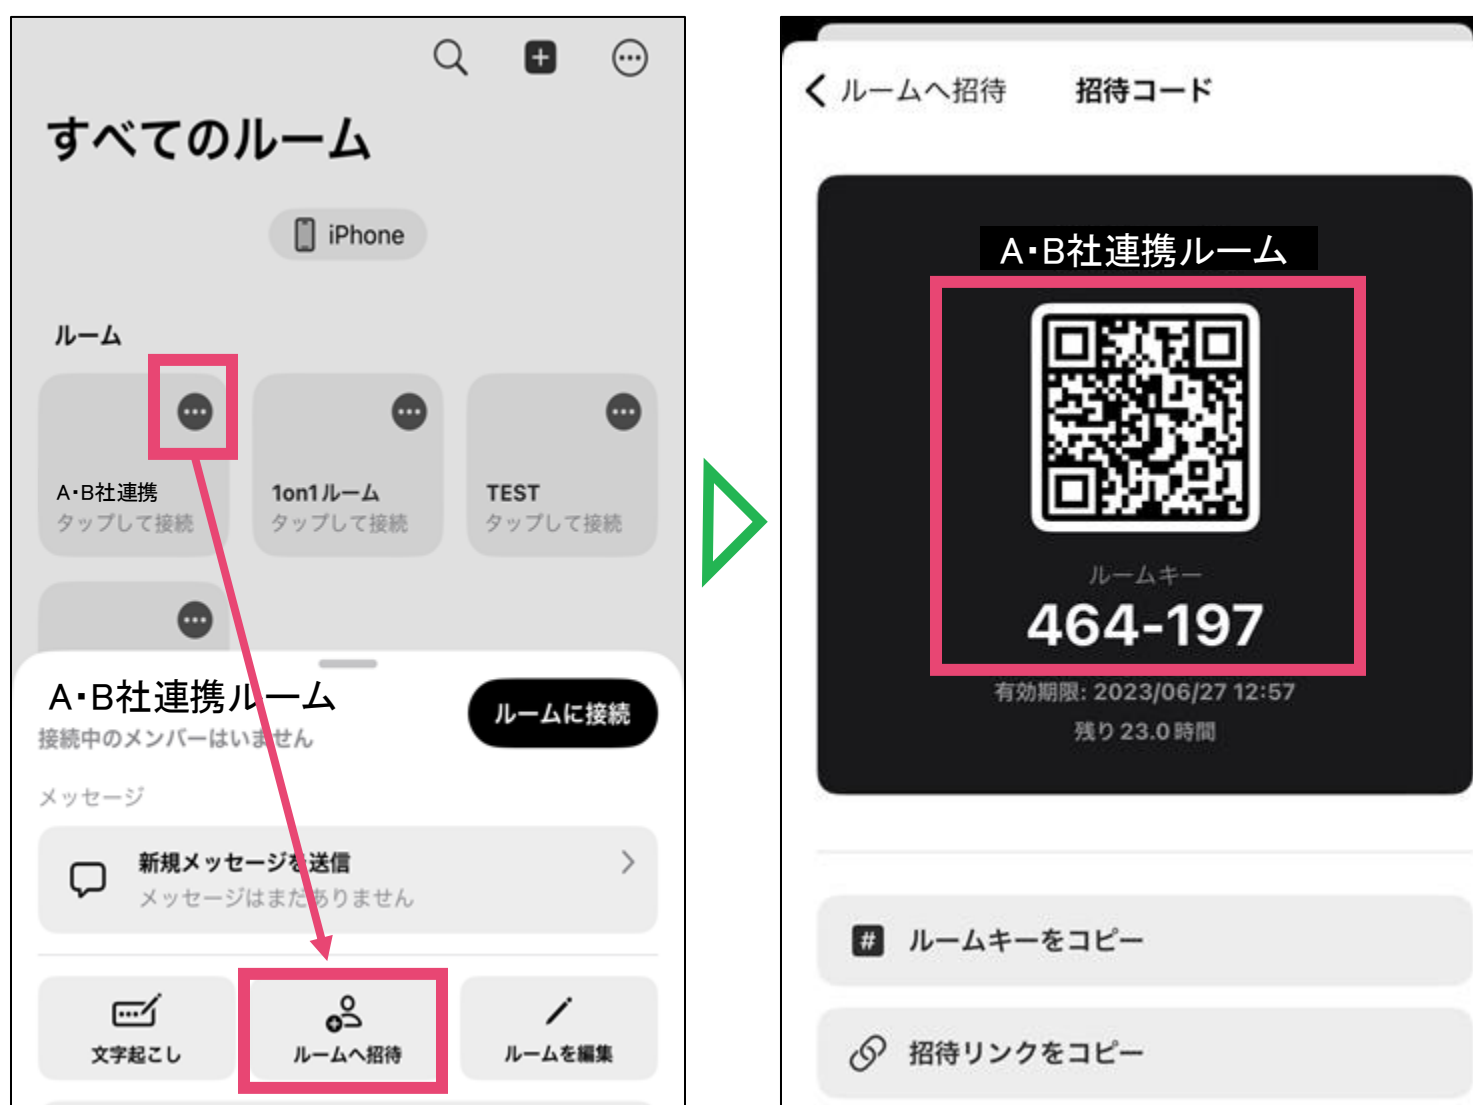 すべてのルーム
iPhone
ルーム
A・B社連携
タップして接続
1on1ルーム
タップして接続
TEST
タップして接続
A・B社連携ルーム
接続中のメンバーはいません
ルームに接続
メッセージ
新規メッセージを送信
メッセージはまだありません
文字起こし
ルームへ招待
ルームを編集
ルームへ招待
招待コード
A・B社連携ルーム
ルームキー
464-197
有効期限: 2023/06/27 12:57
残り 23.0 時間
# ルームキーをコピー
招待リンクをコピー